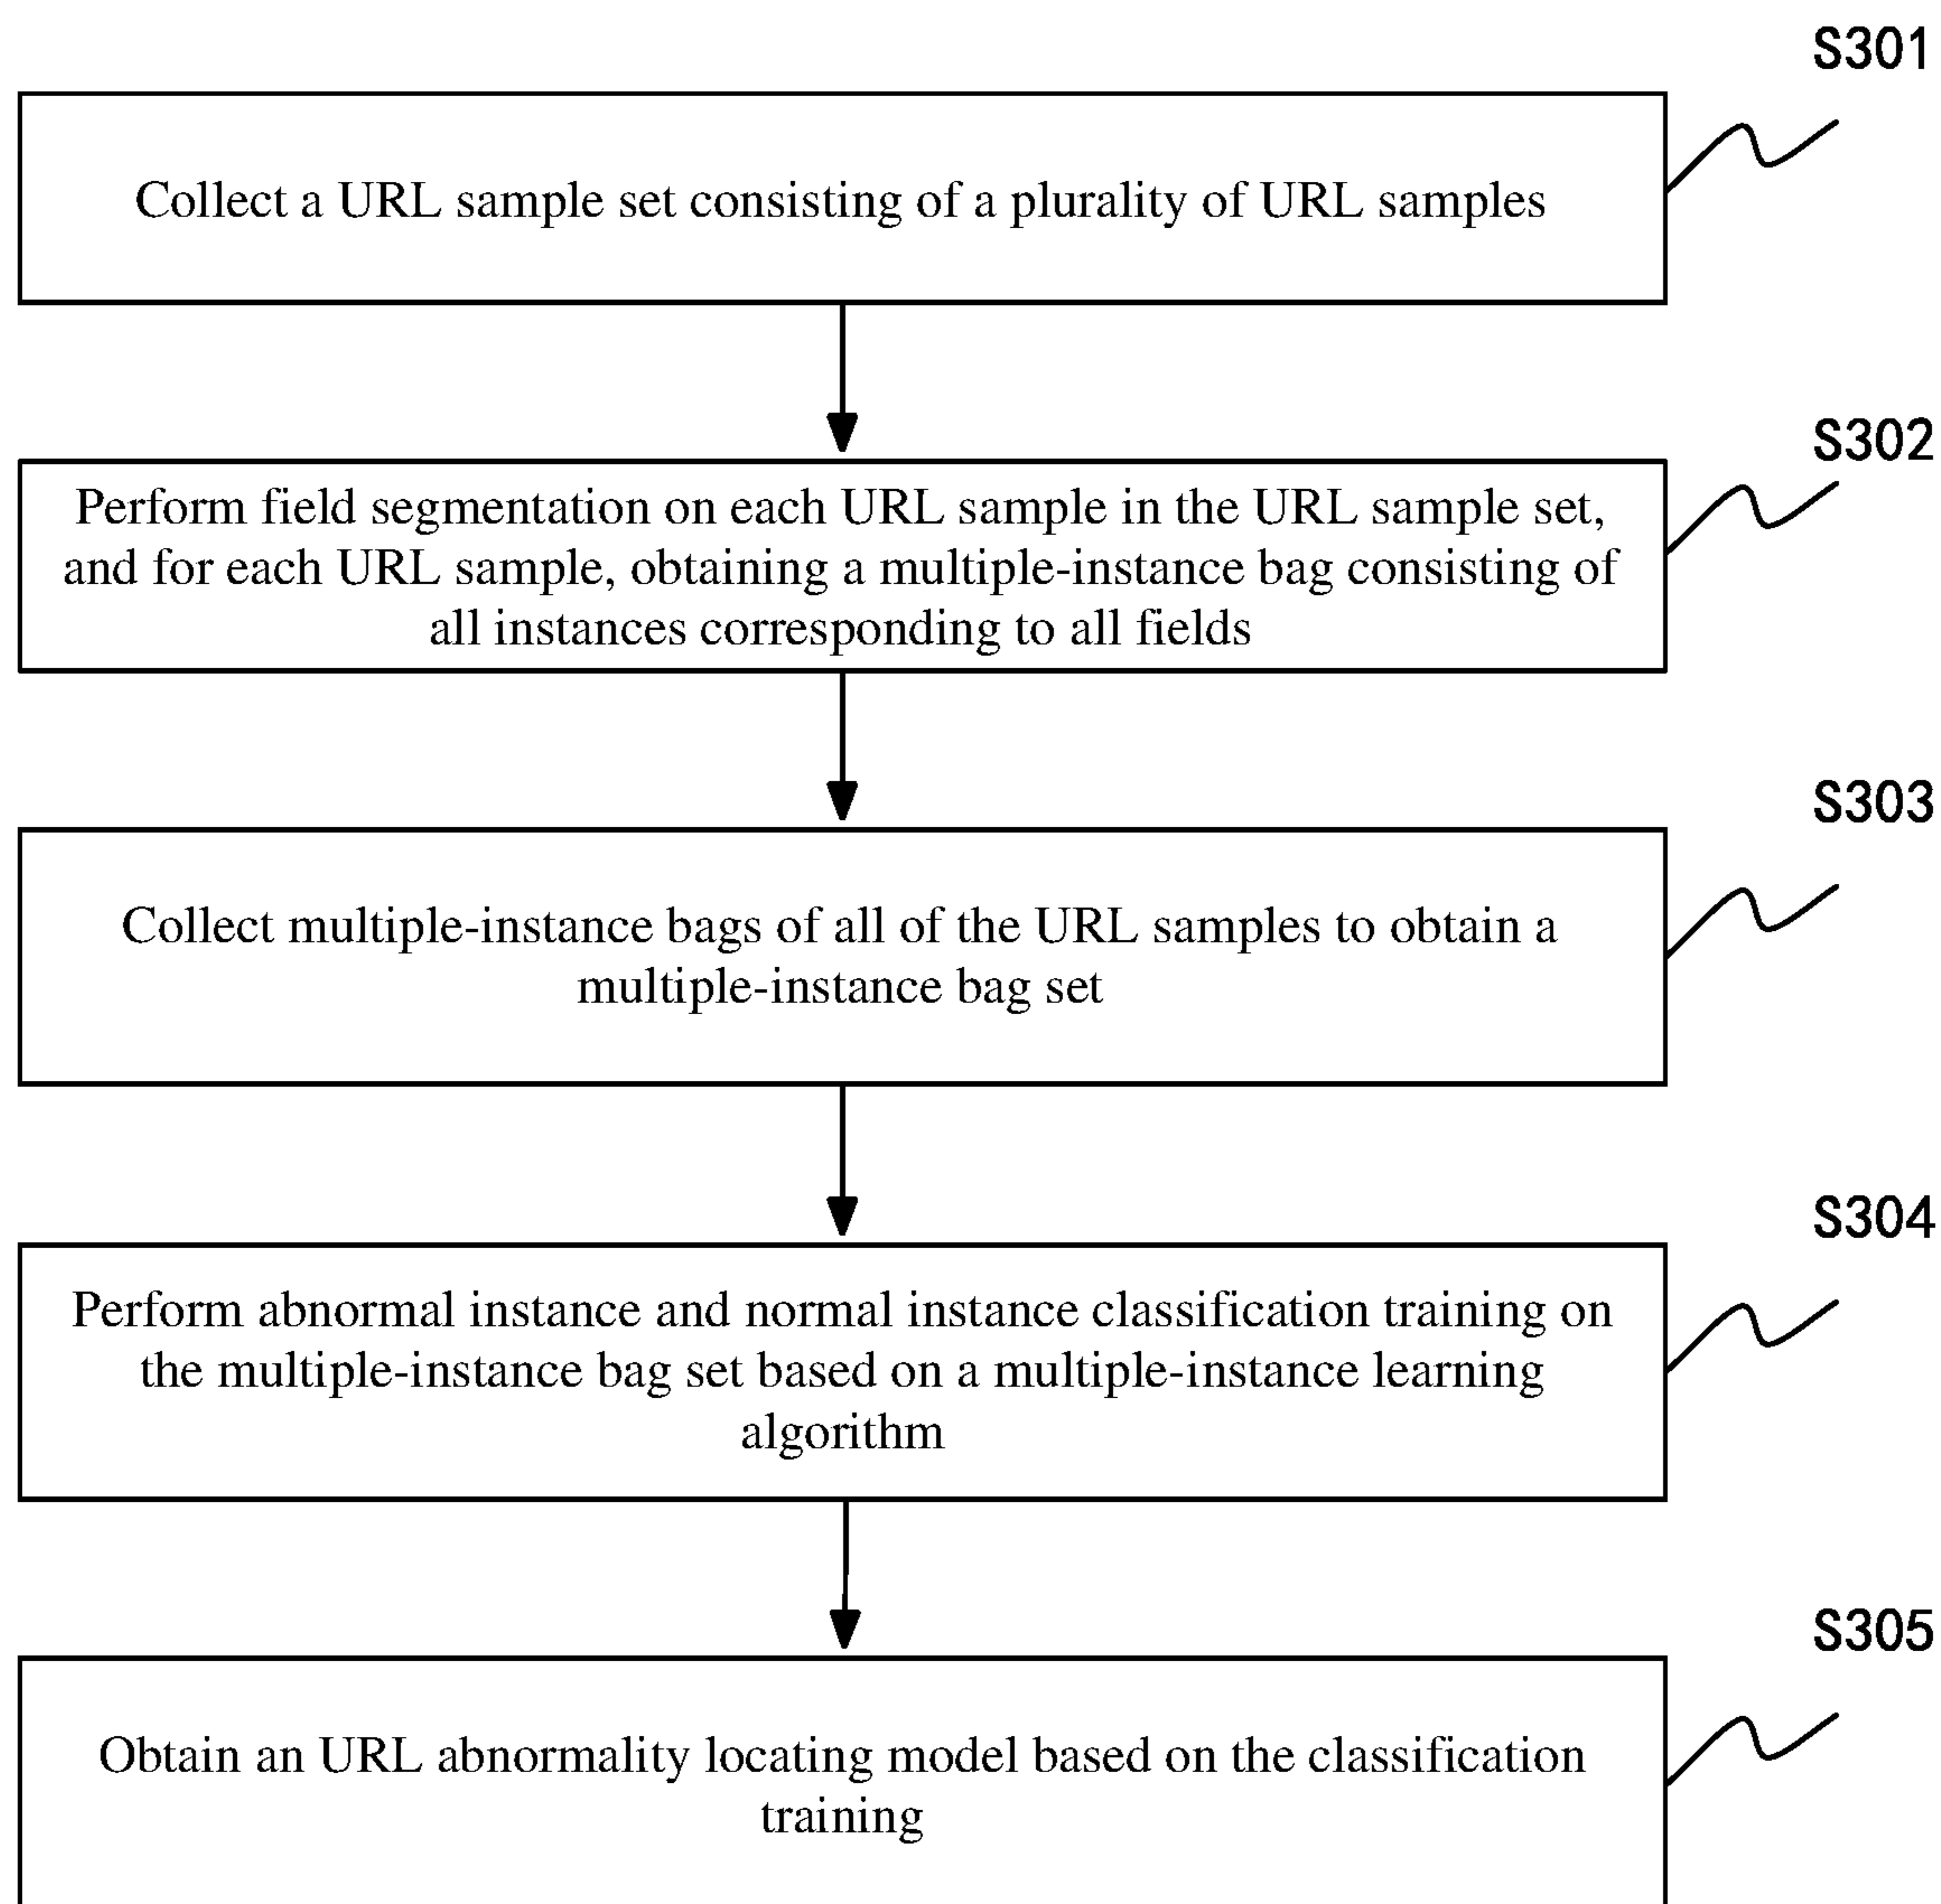 S301
Collect a URL sample set consisting of a plurality of URL samples
S302
Perform field segmentation on each URL sample in the URL sample set,
and for each URL sample, obtaining a multiple-instance bag consisting of
all instances corresponding to all fields
S303
Collect multiple-instance bags of all of the URL samples to obtain a
multiple-instance bag set
S304
Perform abnormal instance and normal instance classification training on
the multiple-instance bag set based on a multiple-instance learning
algorithm
S305
Obtain an URL abnormality locating model based on the classification
training